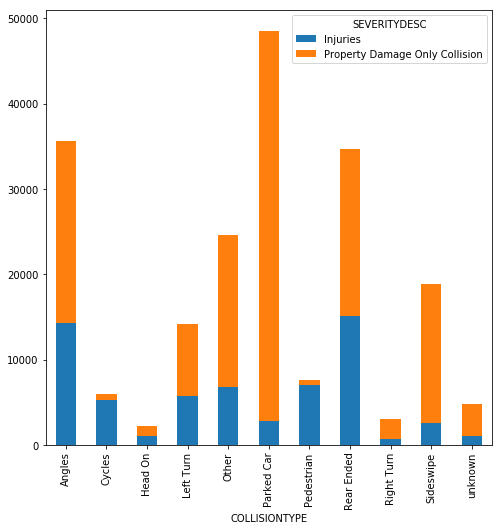 SEVERITYDESC
Injuries
Property Damage Only Collision
50000
40000
30000
20000
10000
0
Angles
Cycles
Head On
Left Turn
Other
Parked Car
Pedestrian
Rear Ended
Right Turn
Sideswipe
unknown
COLLISIONTYPE